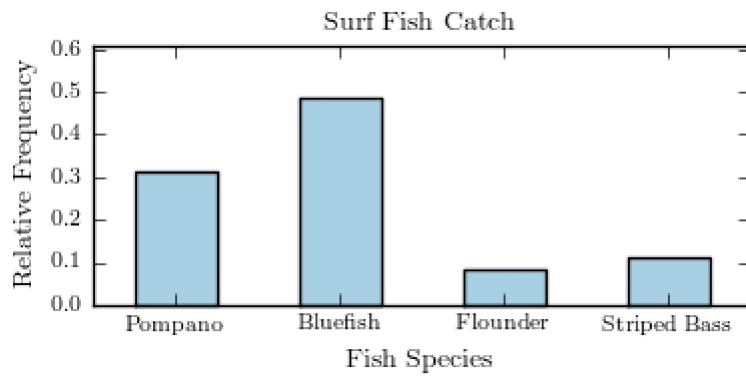 Surf Fish Catch
Relative Frequency
0.6
0.5
0.4
0.3
0.2
0.1
0.0
Pompano Bluefish Flounder Striped Bass
Fish Species